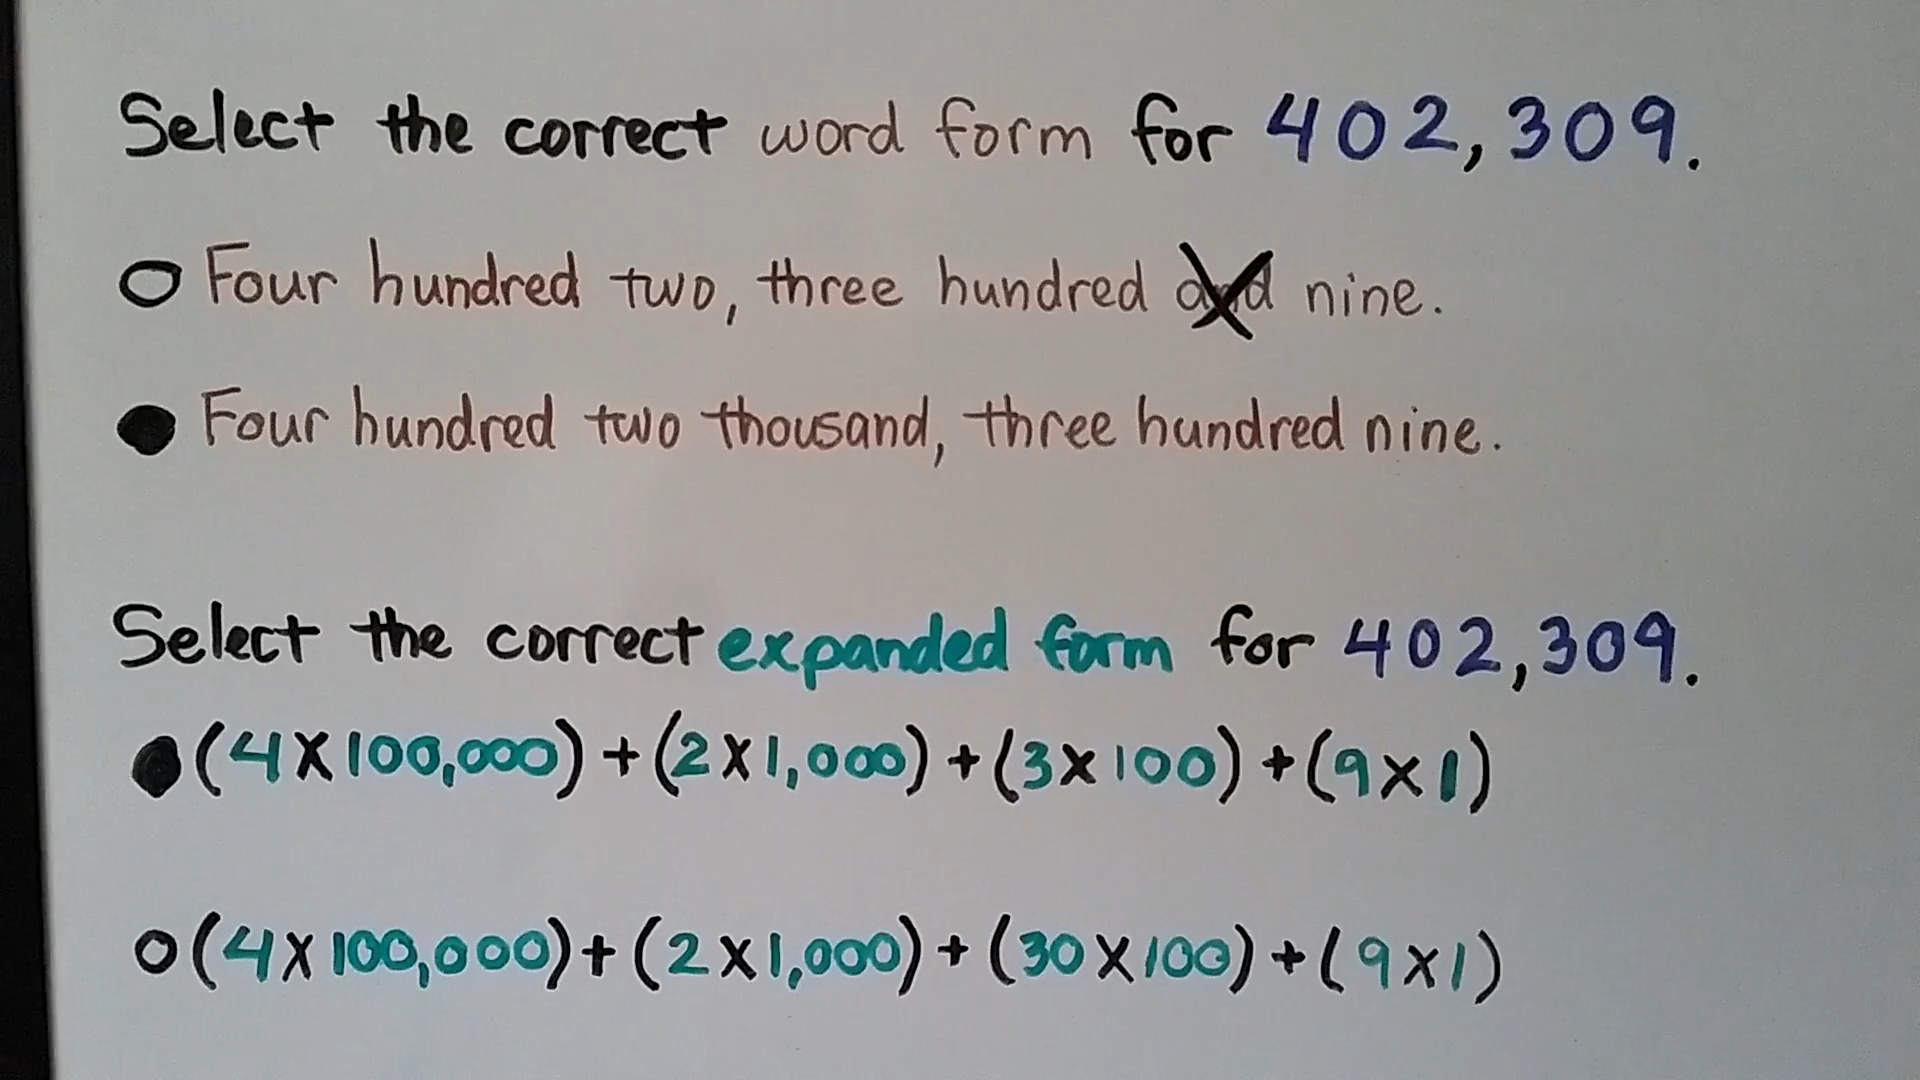 Select the correct word form for 402,309.
Four hundred two, three hundred and nine.
Four hundred two thousand, three hundred nine.
Select the correct expanded form for 402,309.
(4×100,000)+(2×1,000)+(3×100)+(9×1)
(4×100,000)+(2×1,000)+(30×100)+(9×1)